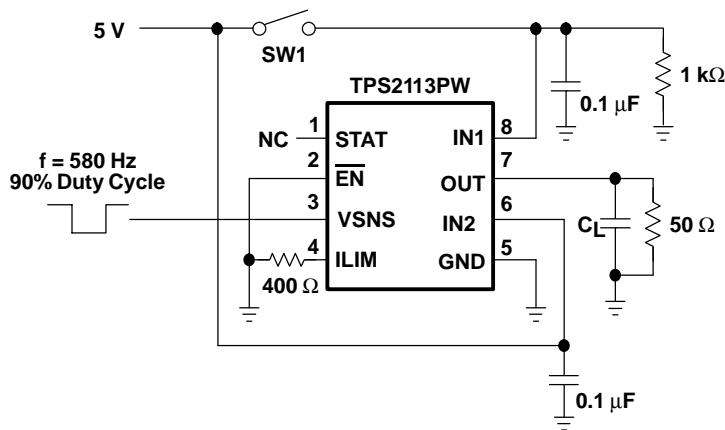 5 V
SW1
TPS2113PW
0.1 μF
1 kΩ
NC
1
STAT
IN1
8
f = 580 Hz
90% Duty Cycle
2
EN
OUT
7
3
VSNS
IN2
6
CL
50 Ω
4
ILIM
GND
5
400 Ω
0.1 μF